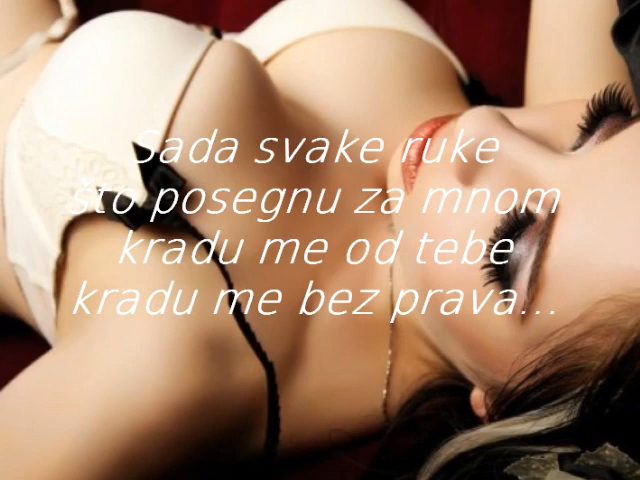 Sada svake ruke
što posegnu za mnom
kradu me od tebe
kradu me bez prava...